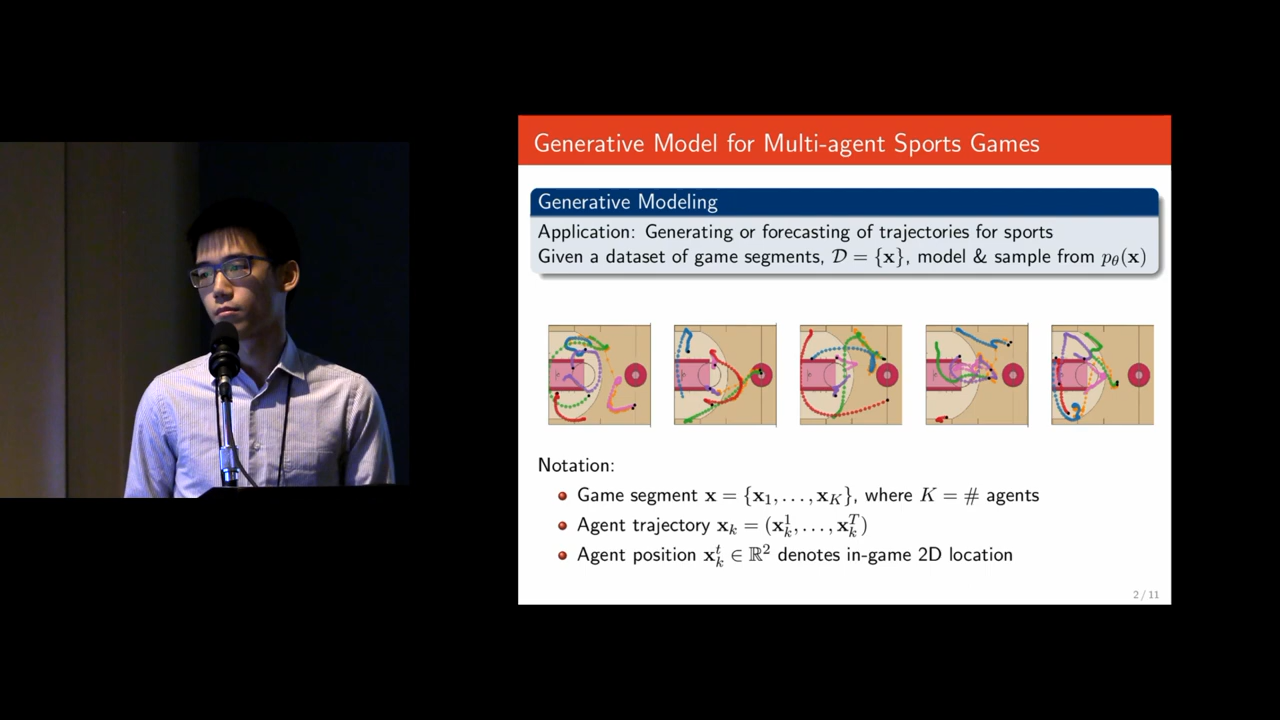 Generative Model for Multi-agent Sports Games
Generative Modeling
Application: Generating or forecasting of trajectories for sports
Given a dataset of game segments, 𝒟 = {𝐱}, model & sample from p_θ(𝐱)
Notation:
Game segment 𝐱 = {𝐱₁, . . . , 𝐱_K}, where K = # agents
Agent trajectory 𝐱_k = (𝐱_k^1, . . . , 𝐱_k^T)
Agent position 𝐱_k^t ∈ ℝ² denotes in-game 2D location
2 / 11